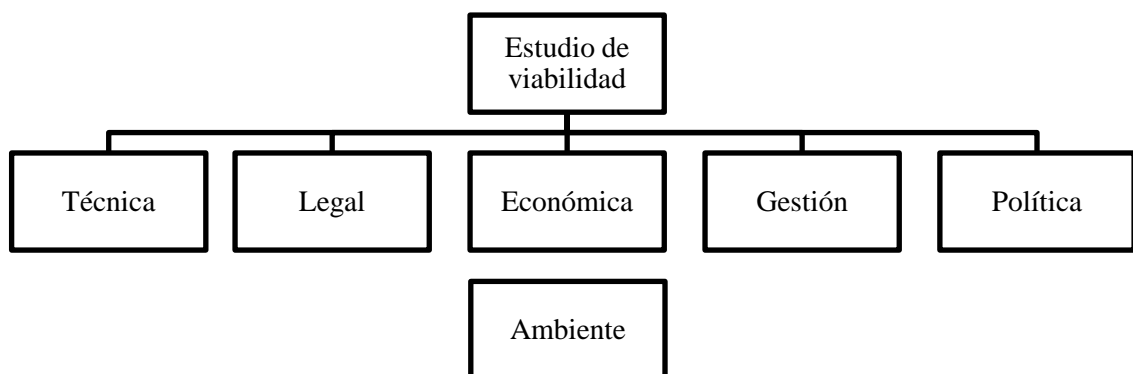 Estudio de
viabilidad
Técnica
Legal
Económica
Gestión
Política
Ambiente